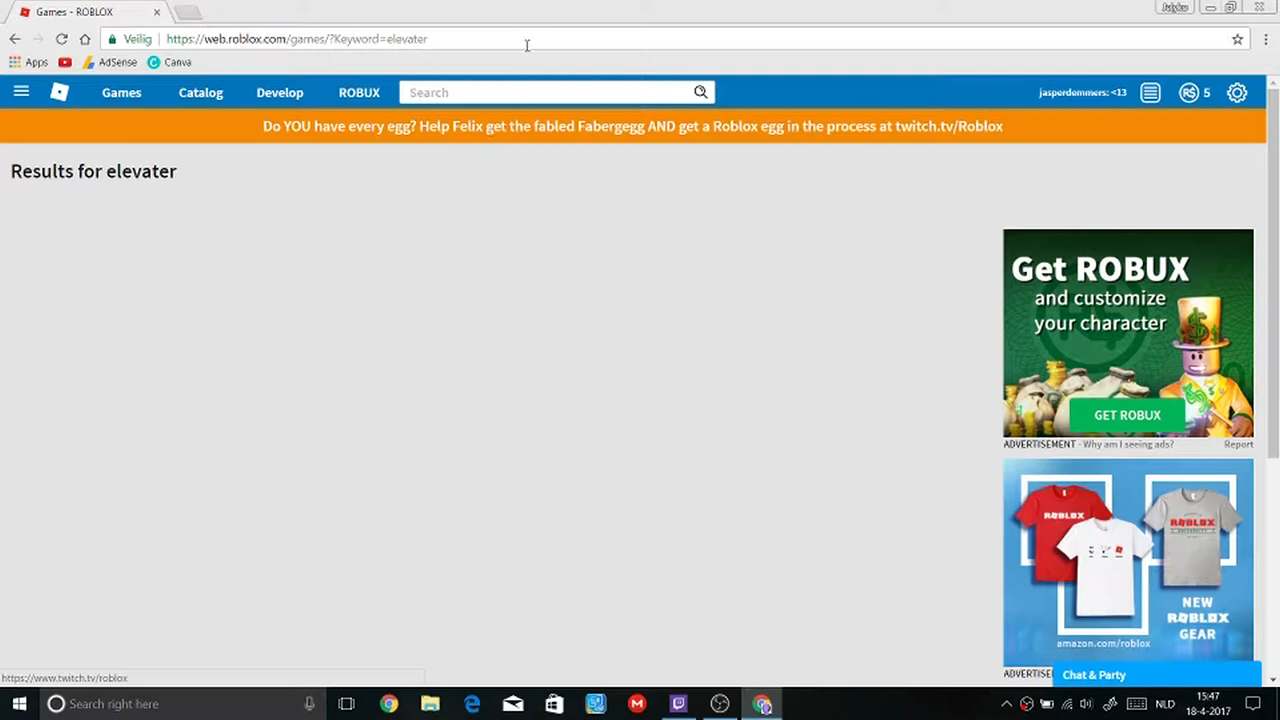 Games - ROBLOX
Veilig
https://web.roblox.com/games/?Keyword=elevater
Apps
AdSense
Canva
Games
Catalog
Develop
ROBUX
Search
jasperdemmers: <13
R$ 5
Do YOU have every egg? Help Felix get the fabled Fabergegg AND get a Roblox egg in the process at twitch.tv/Roblox
Results for elevater
Get ROBUX
and customize
your character
GET ROBUX
ADVERTISEMENT - Why am I seeing ads?
Report
ROBLOX
ROBLOX
NEW
ROBLOX
GEAR
amazon.com/roblox
Chat & Party
https://www.twitch.tv/roblox
Search right here
NLD
15:47
18-4-2017